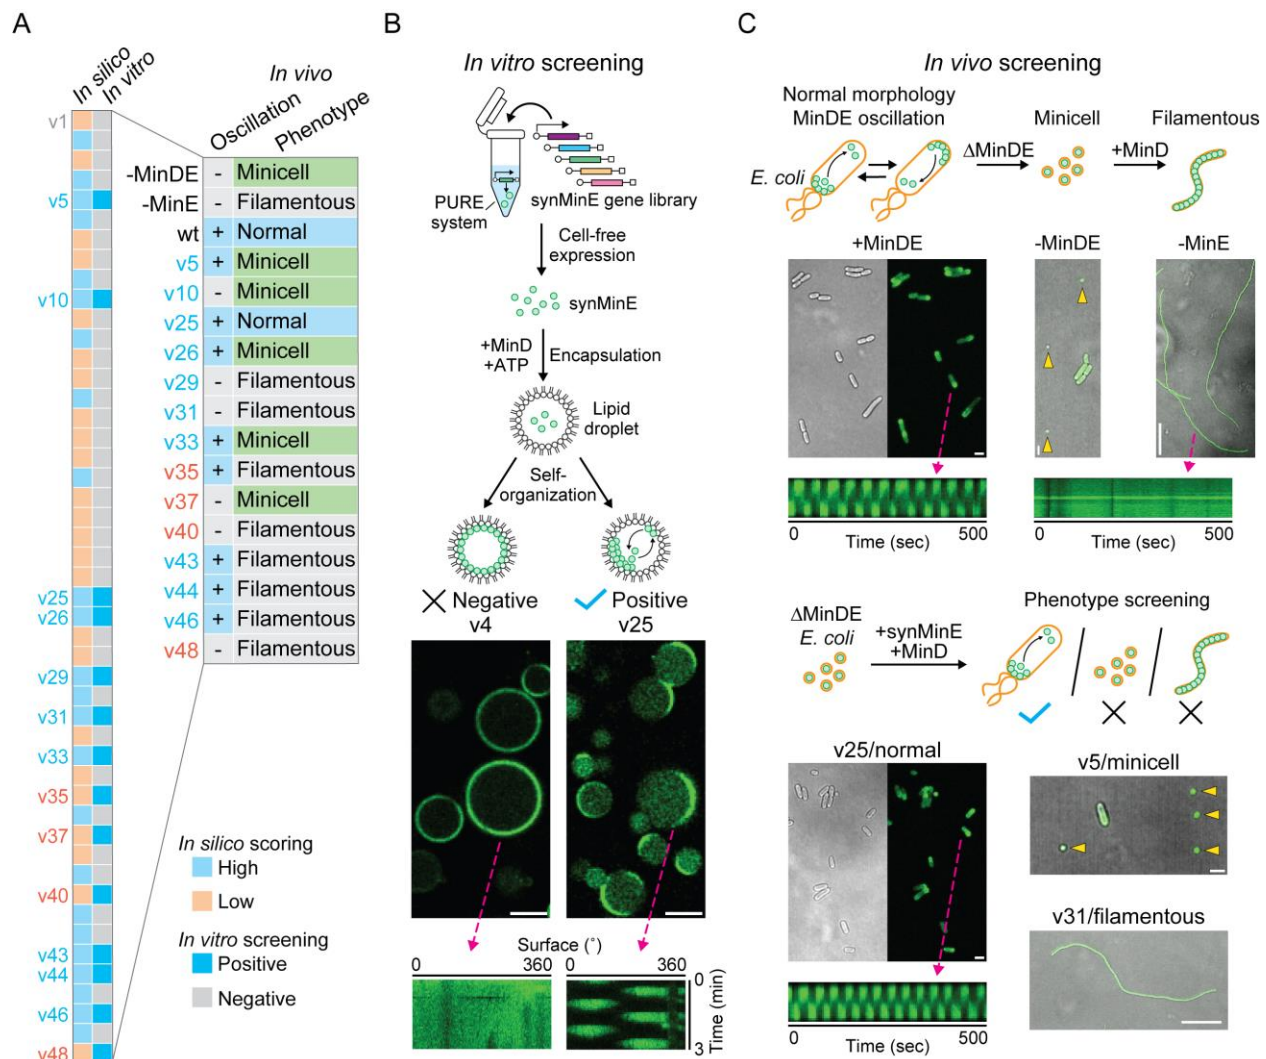 A
In silico
In vitro
v1
v5
v10
v25
v26
v29
v31
v33
v35
v37
v40
v43
v44
v46
v48
In vivo
Oscillation
Phenotype
-MinDE - Minicell
-MinE - Filamentous
wt + Normal
v5 + Minicell
v10 - Minicell
v25 + Normal
v26 + Minicell
v29 - Filamentous
v31 - Filamentous
v33 + Minicell
v35 + Filamentous
v37 - Minicell
v40 - Filamentous
v43 + Filamentous
v44 + Filamentous
v46 + Filamentous
v48 - Filamentous
In silico scoring
High
Low
In vitro screening
Positive
Negative
B
In vitro screening
PURE
system
synMinE gene library
Cell-free
expression
synMinE
+MinD
+ATP
Encapsulation
Lipid
droplet
Self-
organization
Negative
v4
Positive
v25
Surface (°)
0 360 0 360
0
Time (min)
3
C
In vivo screening
Normal morphology
MinDE oscillation
Minicell
Filamentous
E. coli
ΔMinDE
+MinD
+MinDE
-MinDE
-MinE
0 Time (sec) 500
0 Time (sec) 500
ΔMinDE
E. coli
+synMinE
+MinD
Phenotype screening
v25/normal
v5/minicell
v31/filamentous
0 Time (sec) 500